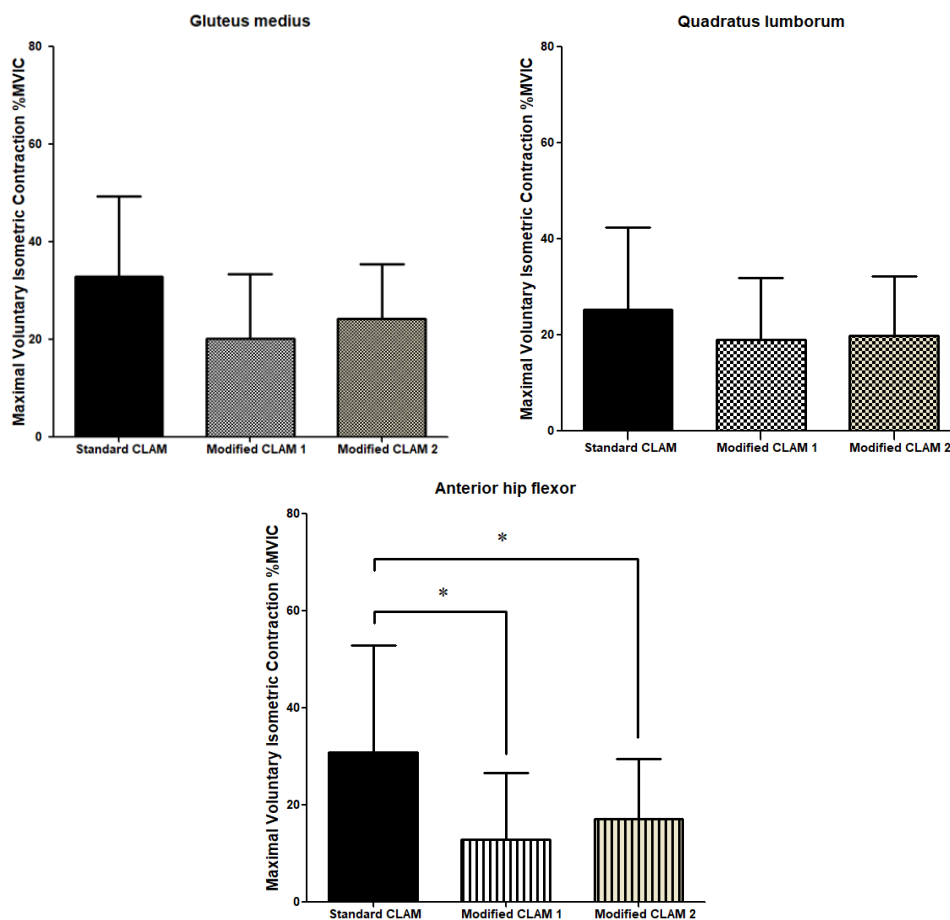 Gluteus medius
Maximal Voluntary Isometric Contraction %MVIC
80
60
40
20
0
Standard CLAM
Modified CLAM 1
Modified CLAM 2
Quadratus lumborum
Maximal Voluntary Isometric Contraction %MVIC
80
60
40
20
0
Standard CLAM
Modified CLAM 1
Modified CLAM 2
Anterior hip flexor
Maximal Voluntary Isometric Contraction %MVIC
80
60
40
20
0
*
*
Standard CLAM
Modified CLAM 1
Modified CLAM 2